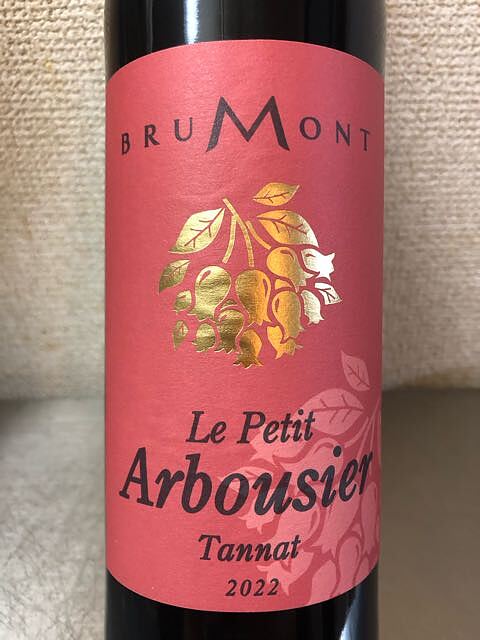 BRUMONT
Le Petit
Arbousier
Tannat
2022